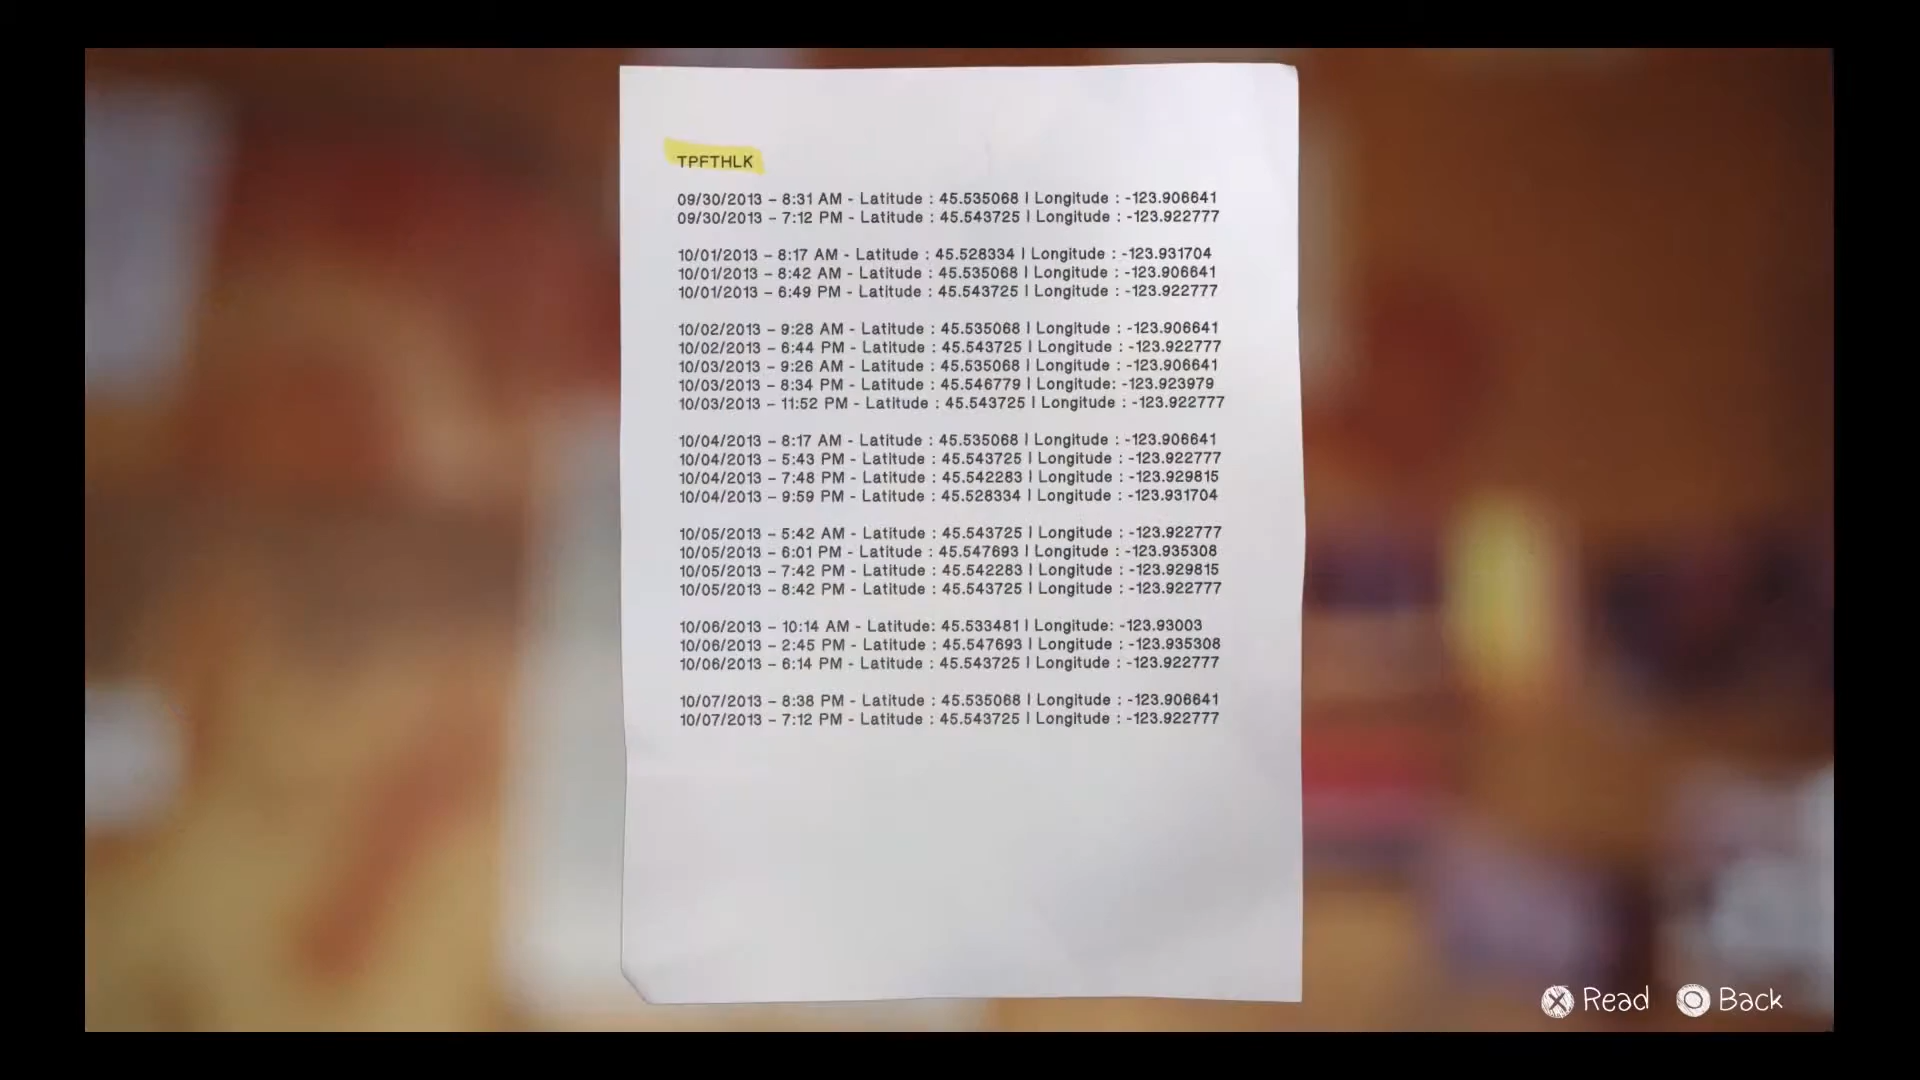 TPFTHLK
09/30/2013 – 8:31 AM - Latitude : 45.535068 | Longitude : -123.906641
09/30/2013 – 7:12 PM - Latitude : 45.543725 | Longitude : -123.922777
10/01/2013 – 8:17 AM - Latitude : 45.528334 | Longitude : -123.931704
10/01/2013 – 8:42 AM - Latitude : 45.535068 | Longitude : -123.906641
10/01/2013 – 6:49 PM - Latitude : 45.543725 | Longitude : -123.922777
10/02/2013 – 9:28 AM - Latitude : 45.535068 | Longitude : -123.906641
10/02/2013 – 6:44 PM - Latitude : 45.543725 | Longitude : -123.922777
10/03/2013 – 9:26 AM - Latitude : 45.535068 | Longitude : -123.906641
10/03/2013 – 8:34 PM - Latitude : 45.546779 | Longitude: -123.923979
10/03/2013 – 11:52 PM - Latitude : 45.543725 | Longitude : -123.922777
10/04/2013 – 8:17 AM - Latitude : 45.535068 | Longitude : -123.906641
10/04/2013 – 5:43 PM - Latitude : 45.543725 | Longitude : -123.922777
10/04/2013 – 7:48 PM - Latitude : 45.542283 | Longitude : -123.929815
10/04/2013 – 9:59 PM - Latitude : 45.528334 | Longitude : -123.931704
10/05/2013 – 5:42 AM - Latitude : 45.543725 | Longitude : -123.922777
10/05/2013 – 6:01 PM - Latitude : 45.547693 | Longitude : -123.935308
10/05/2013 – 7:42 PM - Latitude : 45.542283 | Longitude : -123.929815
10/05/2013 – 8:42 PM - Latitude : 45.543725 | Longitude : -123.922777
10/06/2013 – 10:14 AM - Latitude: 45.533481 | Longitude: -123.93003
10/06/2013 – 2:45 PM - Latitude : 45.547693 | Longitude : -123.935308
10/06/2013 – 6:14 PM - Latitude : 45.543725 | Longitude : -123.922777
10/07/2013 – 8:38 PM - Latitude : 45.535068 | Longitude : -123.906641
10/07/2013 – 7:12 PM - Latitude : 45.543725 | Longitude : -123.922777
Read Back